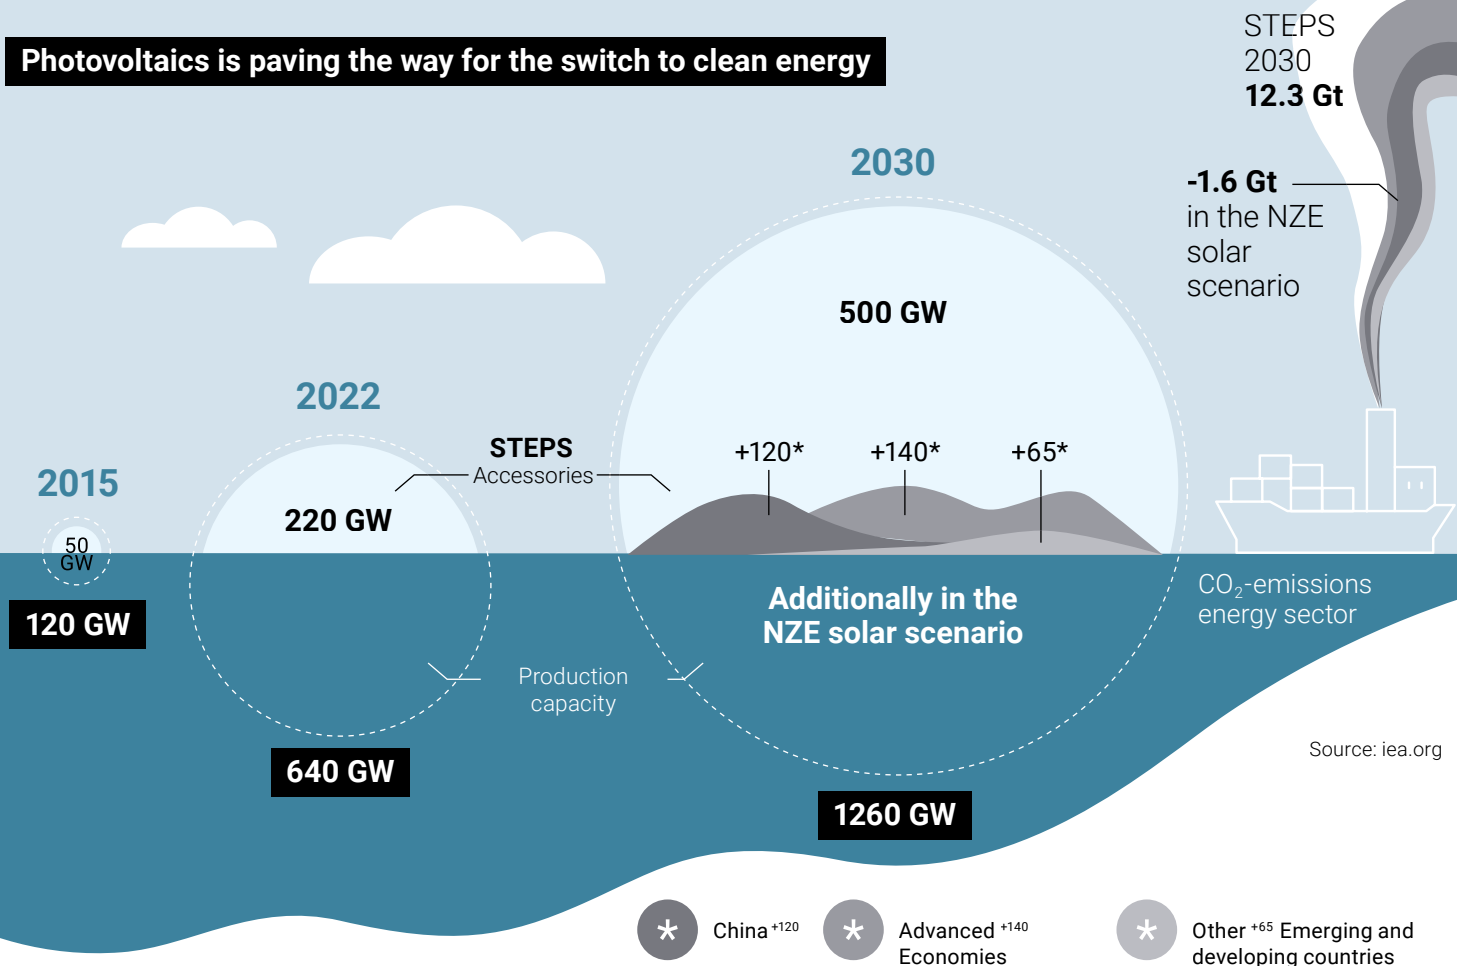 Photovoltaics is paving the way for the switch to clean energy
STEPS
2030
12.3 Gt
-1.6 Gt
in the NZE
solar
scenario
2030
500 GW
2022
220 GW
STEPS
Accessories
+120*
+140*
+65*
2015
50
GW
120 GW
Additionally in the
NZE solar scenario
CO₂-emissions
energy sector
Production
capacity
640 GW
1260 GW
Source: iea.org
* China +120
* Advanced +140
Economies
* Other +65 Emerging and
developing countries